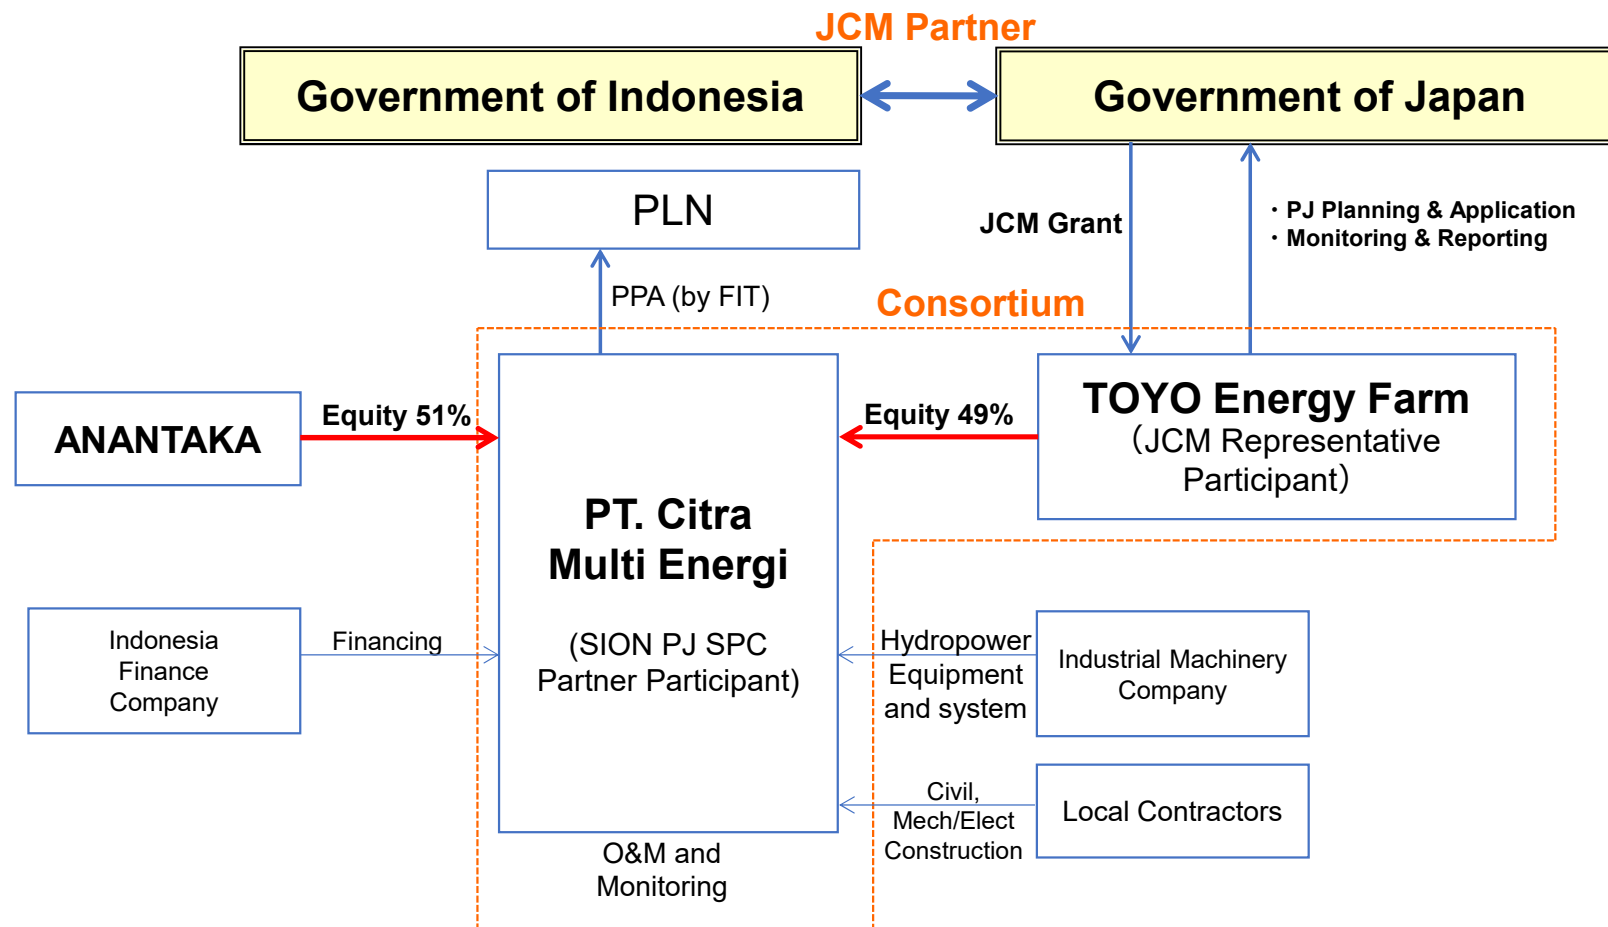 JCM Partner
Government of Indonesia
Government of Japan
PLN
JCM Grant
・PJ Planning & Application
・Monitoring & Reporting
PPA (by FIT)
Consortium
ANANTAKA
Equity 51%
PT. Citra
Multi Energi
(SION PJ SPC
Partner Participant)
Equity 49%
TOYO Energy Farm
（JCM Representative
Participant）
Indonesia
Finance
Company
Financing
Hydropower
Equipment
and system
Industrial Machinery
Company
Civil,
Mech/Elect
Construction
Local Contractors
O&M and
Monitoring